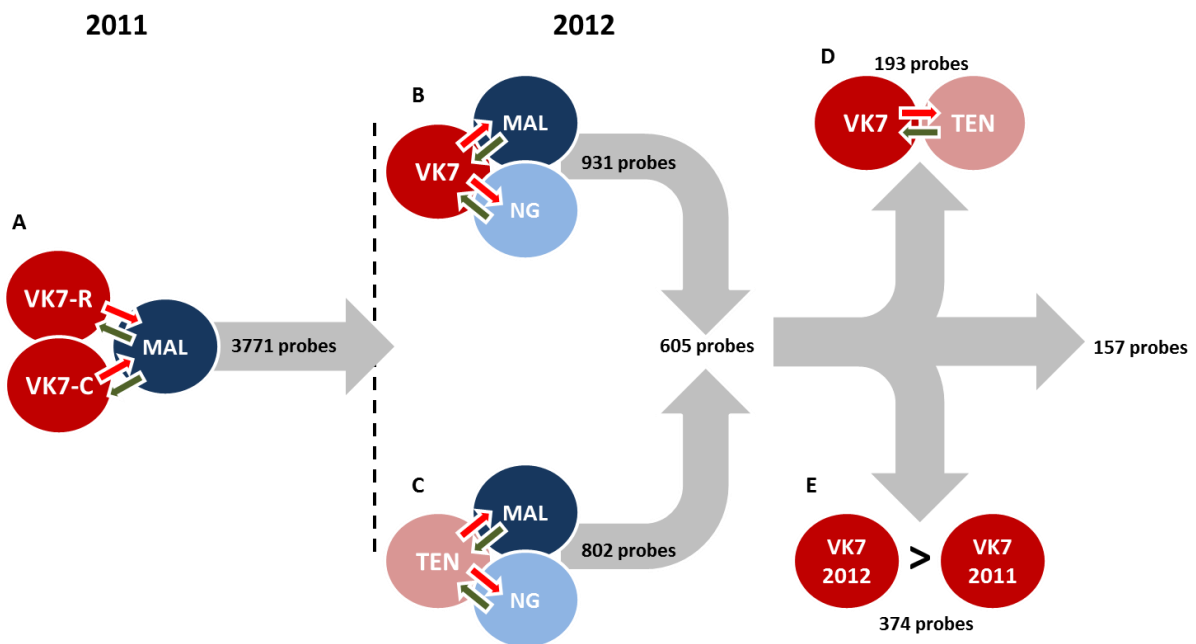 2011
2012
A
VK7-R
VK7-C
MAL
3771 probes
B
VK7
MAL
NG
931 probes
C
TEN
MAL
NG
802 probes
605 probes
D
193 probes
VK7
TEN
157 probes
E
VK7
2012
>
VK7
2011
374 probes